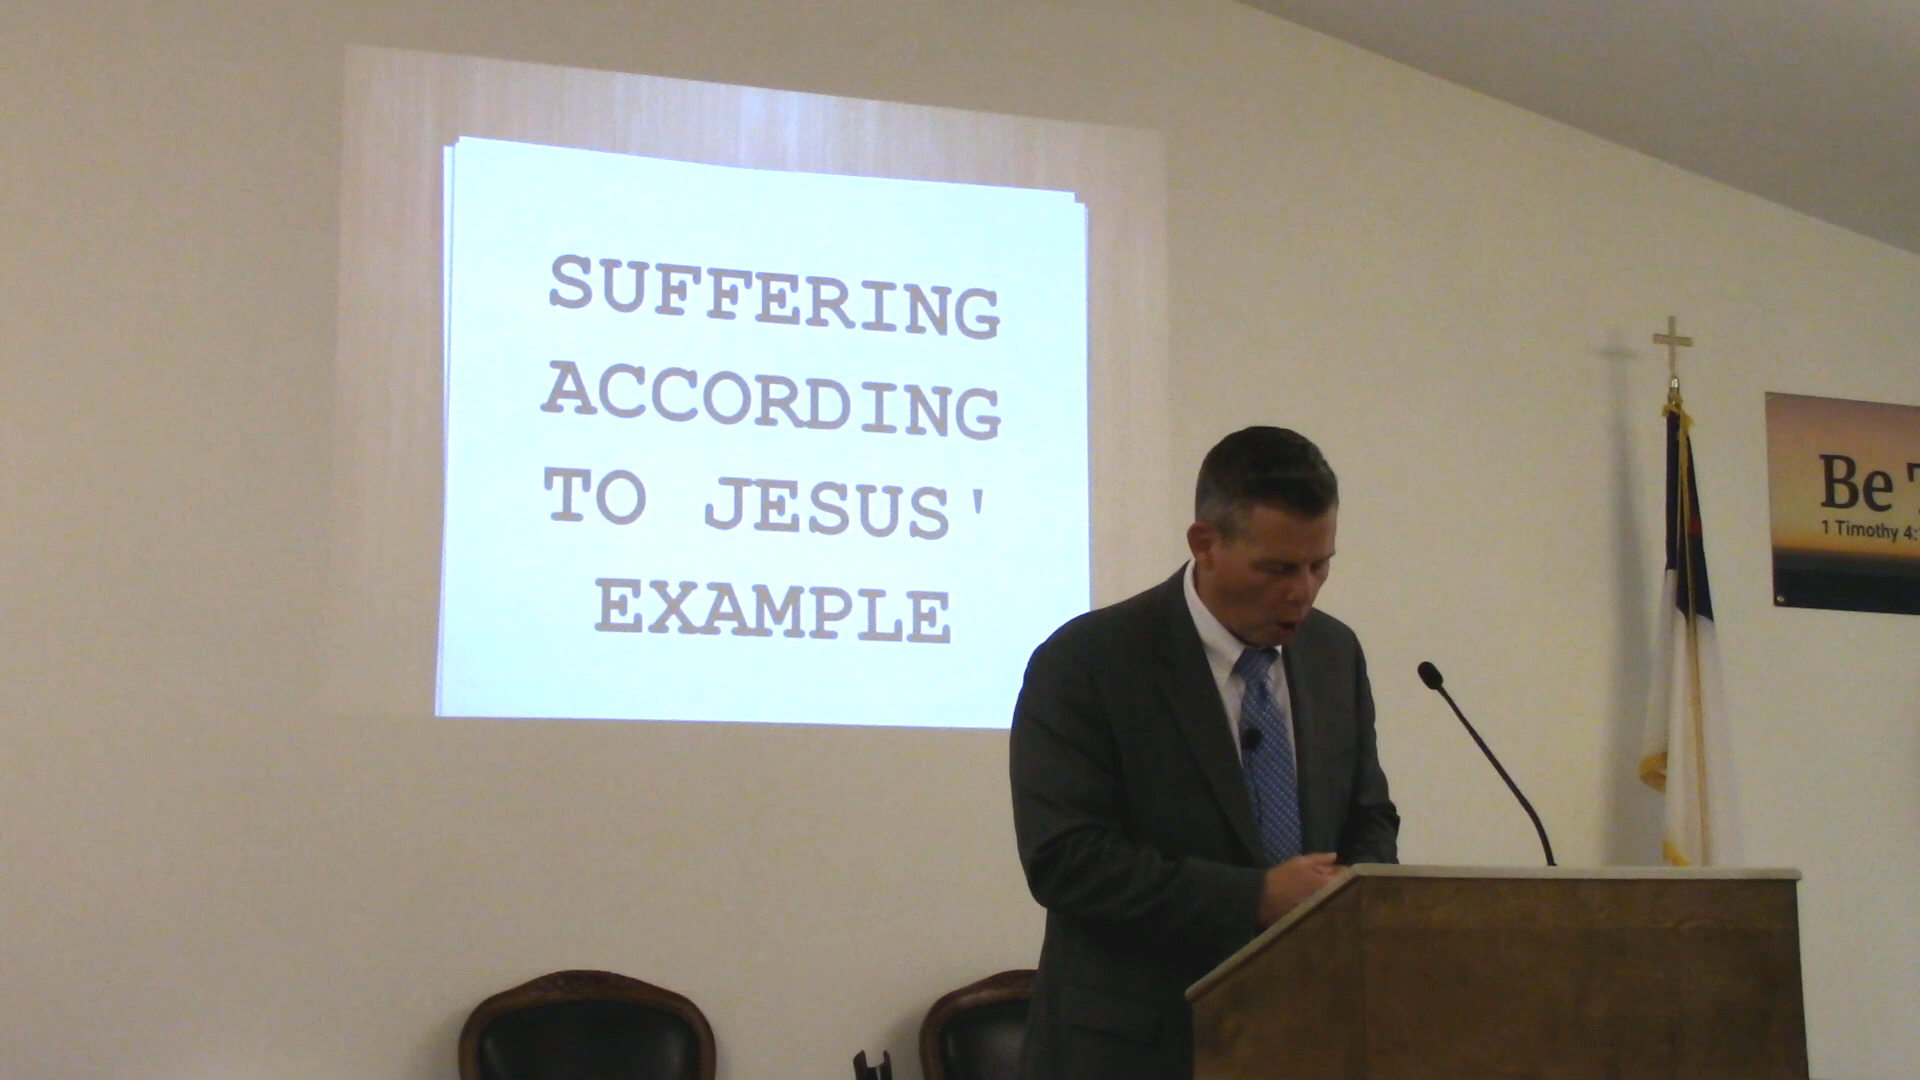 SUFFERING
ACCORDING
TO JESUS'
EXAMPLE
Be
1 Timothy 4: